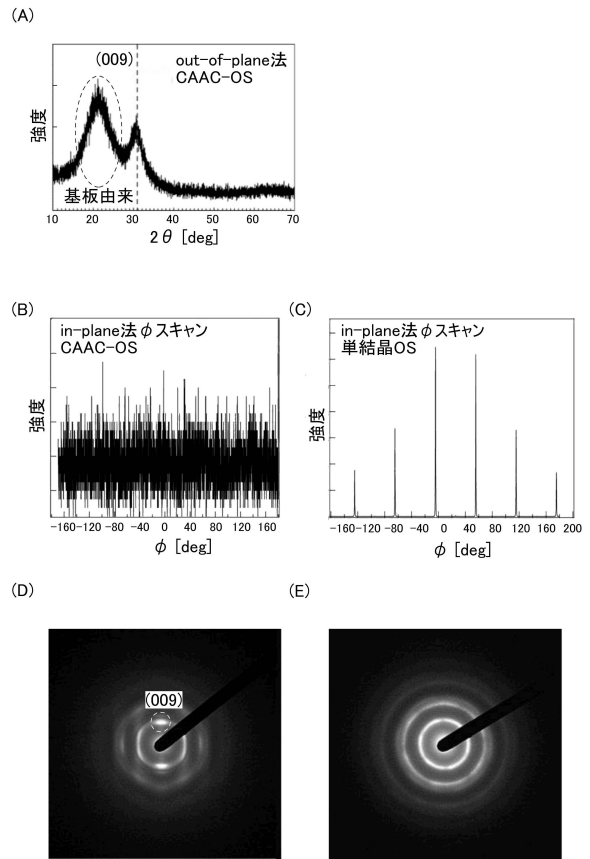 (A)
(009)
out-of-plane法
CAAC-OS
強度
基板由来
10 20 30 40 50 60 70
2θ [deg]
(B)
in-plane法φスキャン
CAAC-OS
強度
-160 -120 -80 -40 0 40 80 120 160
φ [deg]
(C)
in-plane法φスキャン
単結晶OS
強度
-160 -120 -80 -40 0 40 80 120 160 200
φ [deg]
(D)
(009)
(E)